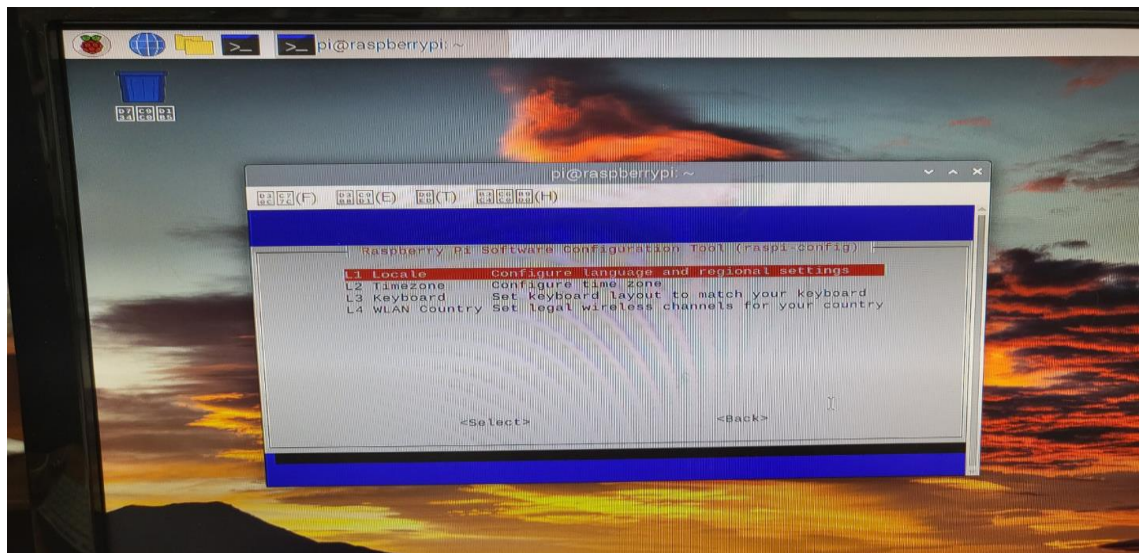 pi@raspberrypi: ~
pi@raspberrypi: ~
(F) (E) (T) (H)
Raspberry Pi Software Configuration Tool (raspi-config)
L1 Locale Configure language and regional settings
L2 Timezone Configure time zone
L3 Keyboard Set keyboard layout to match your keyboard
L4 WLAN Country Set legal wireless channels for your country
<Select> <Back>